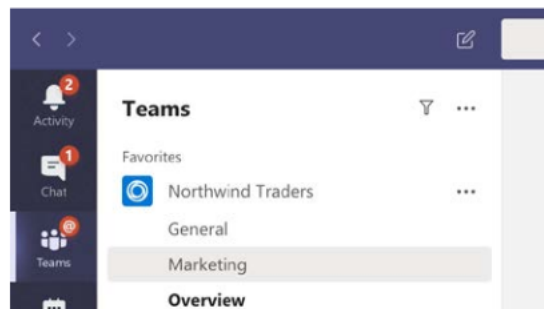 2
Activity
Teams
Favorites
1
Chat
Northwind Traders
General
@
Teams
Marketing
Overview